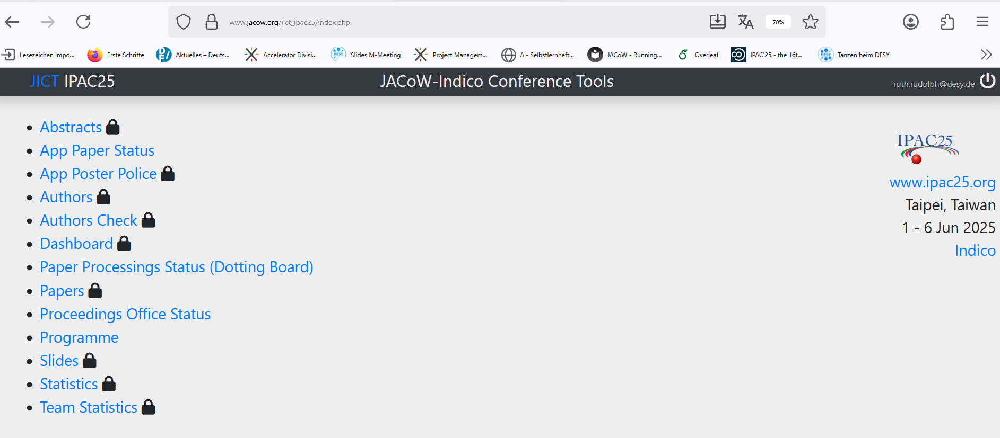 www.jacow.org/jict_ipac25/index.php
70%
Lesezeichen impo...
Erste Schritte
Aktuelles – Deuts...
Accelerator Divisi...
Slides M-Meeting
Project Managem...
A - Selbstlernheft...
JACoW - Running...
Overleaf
IPAC'25 - the 16t...
Tanzen beim DESY
JICT IPAC25
JACoW-Indico Conference Tools
ruth.rudolph@desy.de
Abstracts
App Paper Status
App Poster Police
Authors
Authors Check
Dashboard
Paper Processings Status (Dotting Board)
Papers
Proceedings Office Status
Programme
Slides
Statistics
Team Statistics
IPAC25
www.ipac25.org
Taipei, Taiwan
1 - 6 Jun 2025
Indico